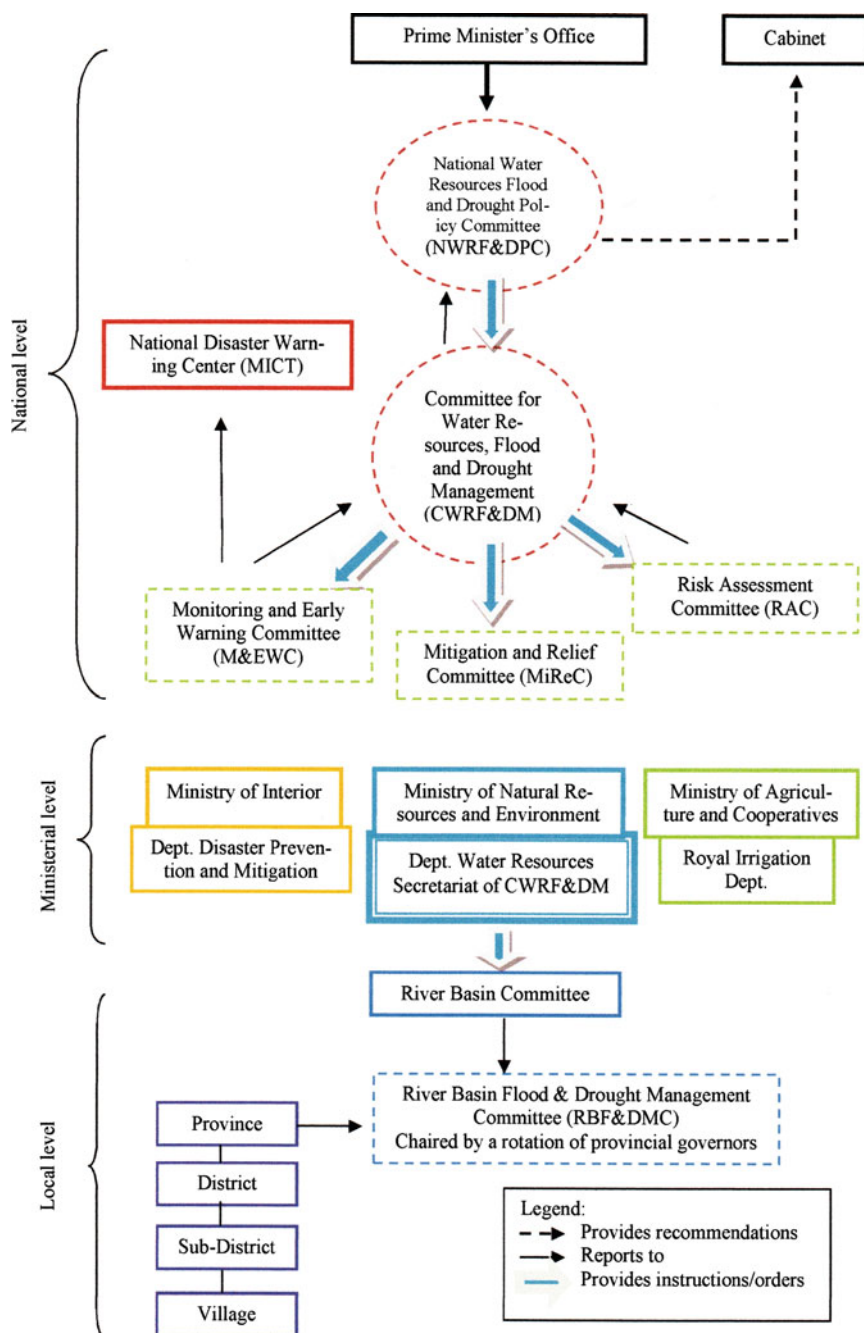 Prime Minister's Office
Cabinet
National Water
Resources Flood
and Drought Pol-
icy Committee
(NWRF&DPC)
National level
National Disaster Warn-
ing Center (MICT)
Committee for
Water Re-
sources, Flood
and Drought
Management
(CWRF&DM)
Monitoring and Early
Warning Committee
(M&EWC)
Mitigation and Relief
Committee (MiReC)
Risk Assessment
Committee (RAC)
Ministerial level
Ministry of Interior
Dept. Disaster Preven-
tion and Mitigation
Ministry of Natural Re-
sources and Environment
Dept. Water Resources
Secretariat of CWRF&DM
Ministry of Agricul-
ture and Cooperatives
Royal Irrigation
Dept.
Local level
River Basin Committee
River Basin Flood & Drought Management
Committee (RBF&DMC)
Chaired by a rotation of provincial governors
Province
District
Sub-District
Village
Legend:
Provides recommendations
Reports to
Provides instructions/orders